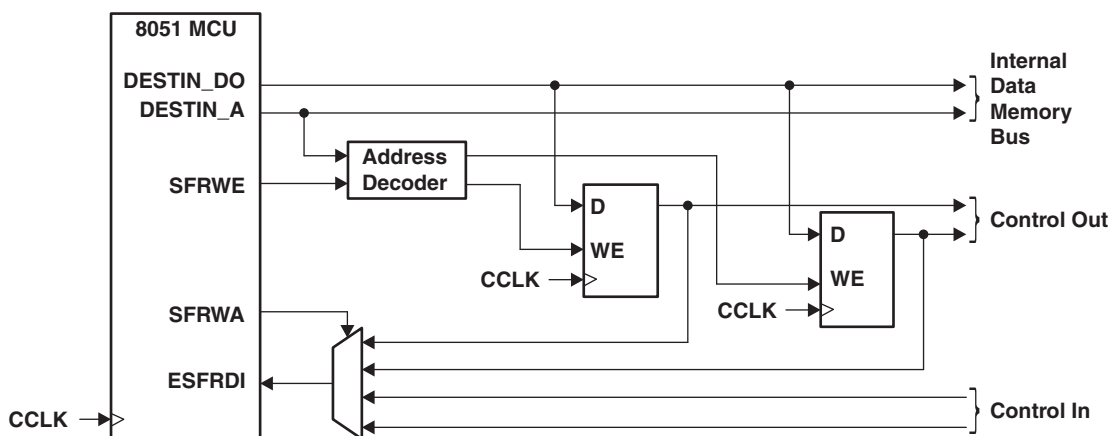 8051 MCU
DESTIN_DO
DESTIN_A
SFRWE
SFRWA
ESFRDI
CCLK
Address
Decoder
D
WE
CCLK
D
WE
CCLK
Internal
Data
Memory
Bus
Control Out
Control In